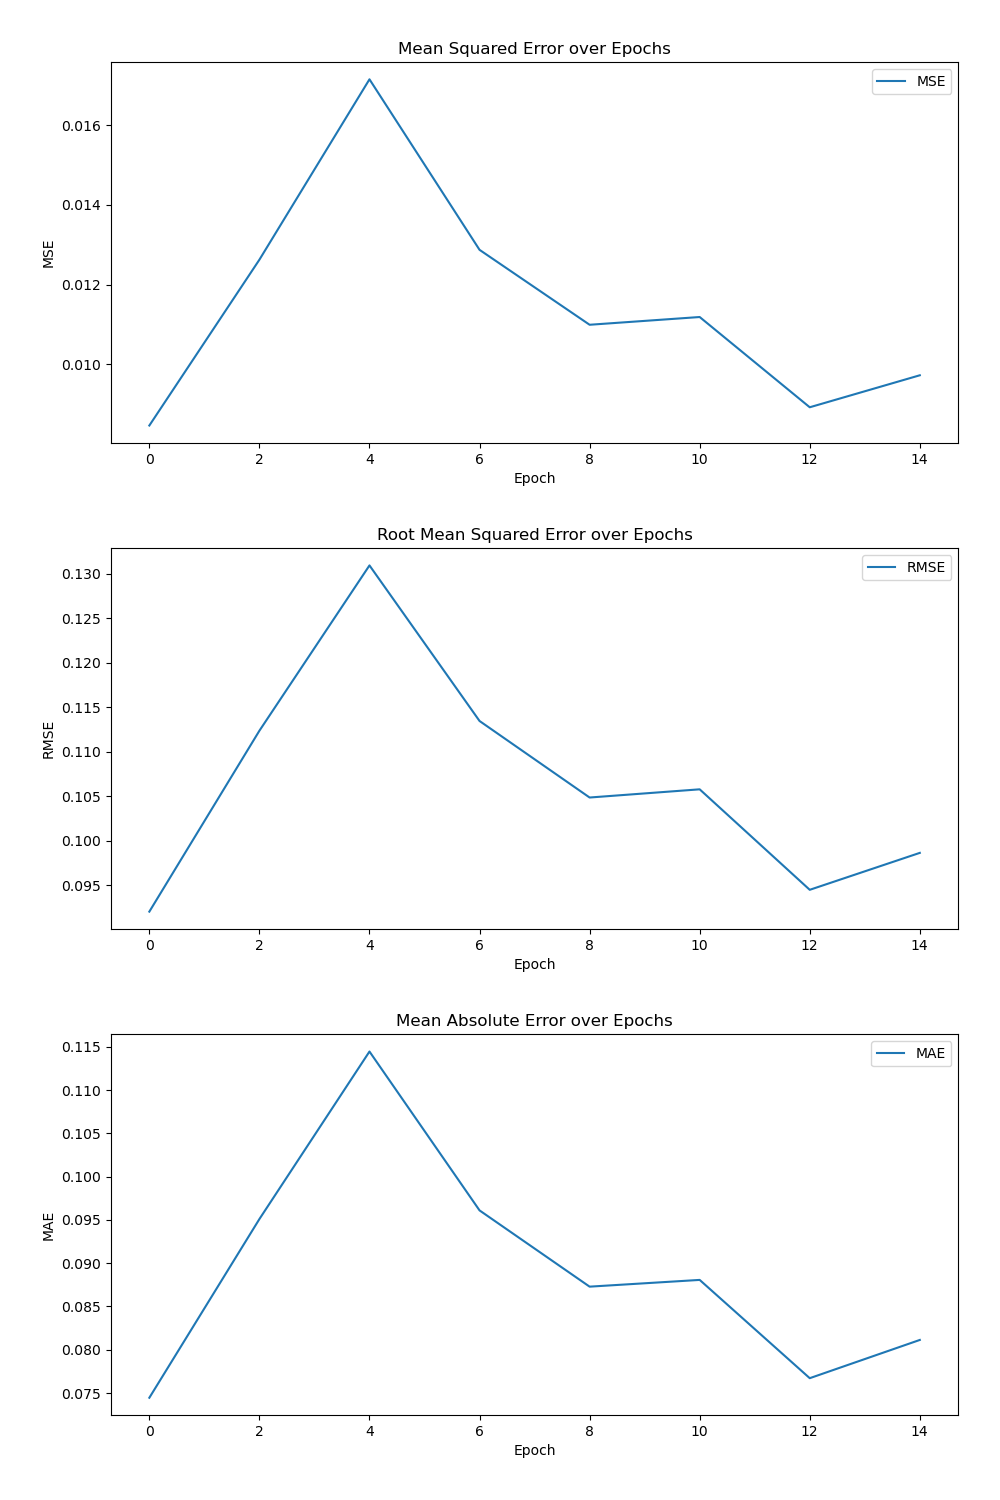 Mean Squared Error over Epochs
MSE
0.016
0.014
0.012
0.010
MSE
0 2 4 6 8 10 12 14
Epoch
Root Mean Squared Error over Epochs
RMSE
0.130
0.125
0.120
0.115
0.110
0.105
0.100
0.095
RMSE
0 2 4 6 8 10 12 14
Epoch
Mean Absolute Error over Epochs
MAE
0.115
0.110
0.105
0.100
0.095
0.090
0.085
0.080
0.075
MAE
0 2 4 6 8 10 12 14
Epoch